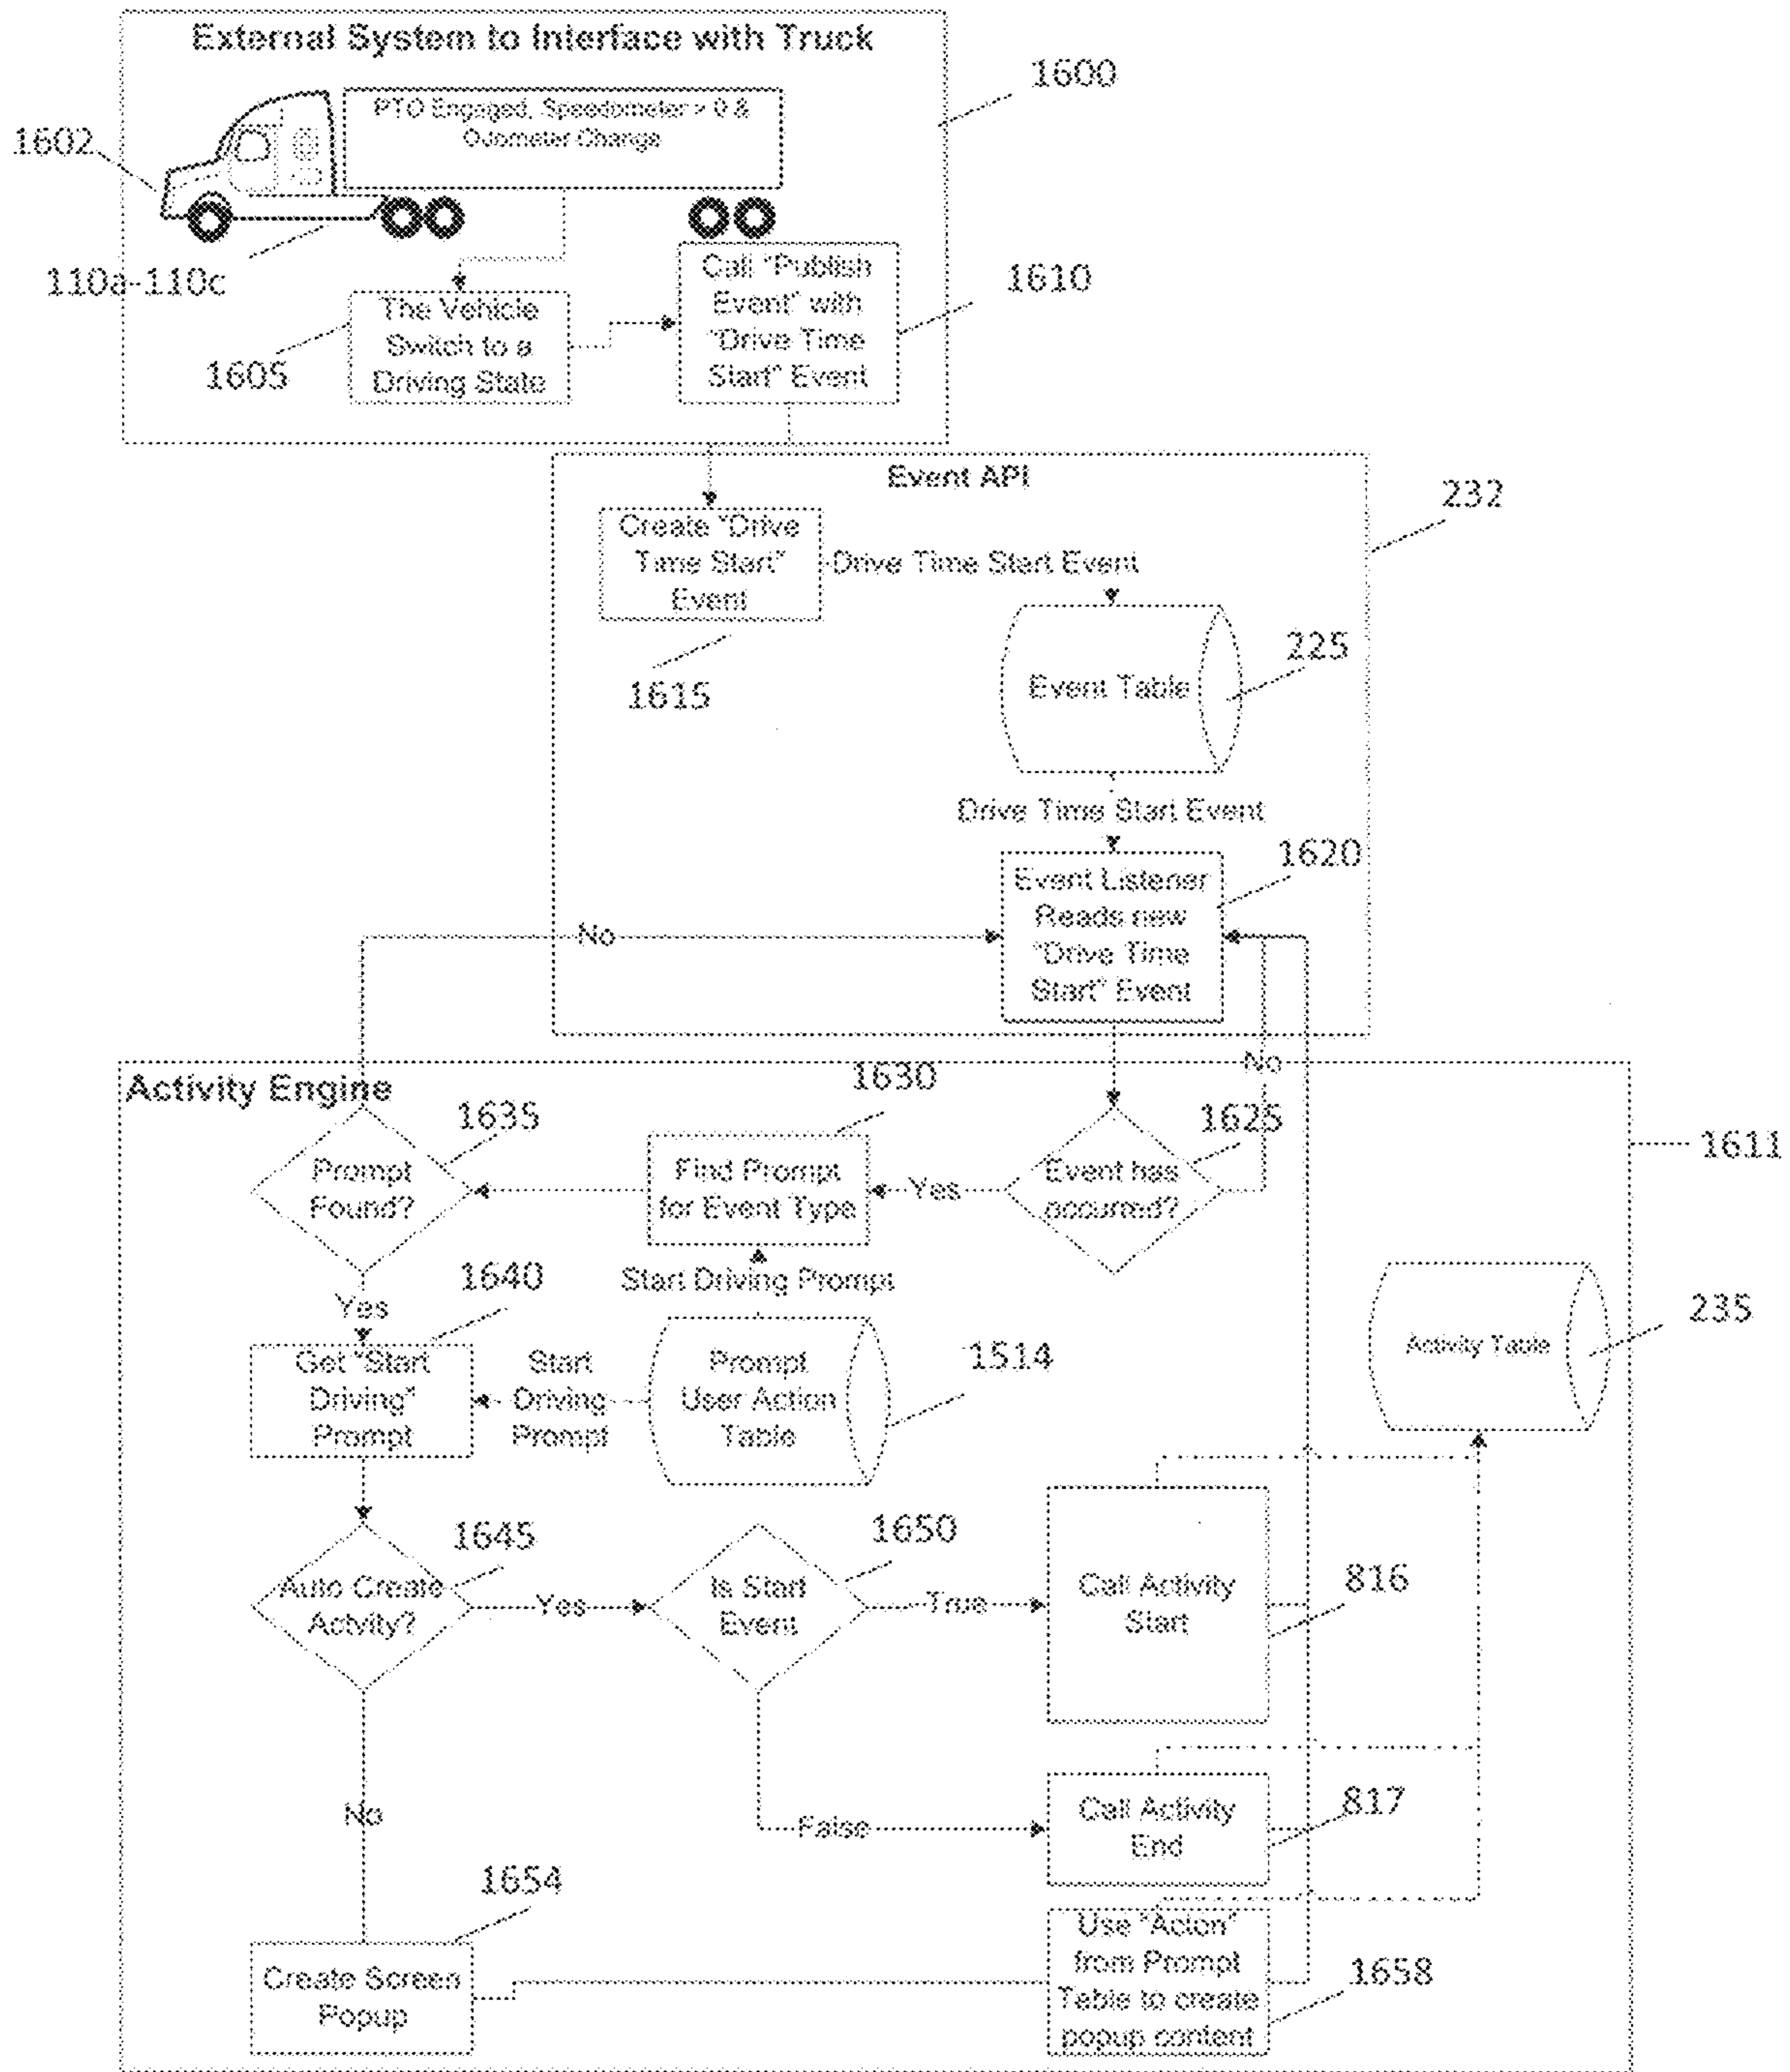 External System to Interface with Truck
1600
PTO Engaged, Speedometer > 0 &
Odometer Change
1602
110a-110c
The Vehicle
Switch to a
Driving State
1605
Call "Publish
Event" with
"Drive Time
Start" Event
1610
Event API
232
Create "Drive
Time Start"
Event
1615
Drive Time Start Event
225
Event Table
Drive Time Start Event
1620
Event Listener
Reads new
"Drive Time
Start" Event
No
No
Activity Engine
1611
1635
Prompt
Found?
1630
Find Prompt
for Event Type
Yes
1625
Event has
occurred?
Yes
1640
Get "Start
Driving"
Prompt
Start Driving Prompt
Start
Driving
Prompt
Prompt
User Action
Table
1514
Activity Table
235
1645
Auto Create
Actvity?
Yes
1650
Is Start
Event
True
Call Activity
Start
816
No
False
Call Activity
End
817
1654
Create Screen
Popup
Use "Acion"
from Prompt
Table to create
popup content
1658